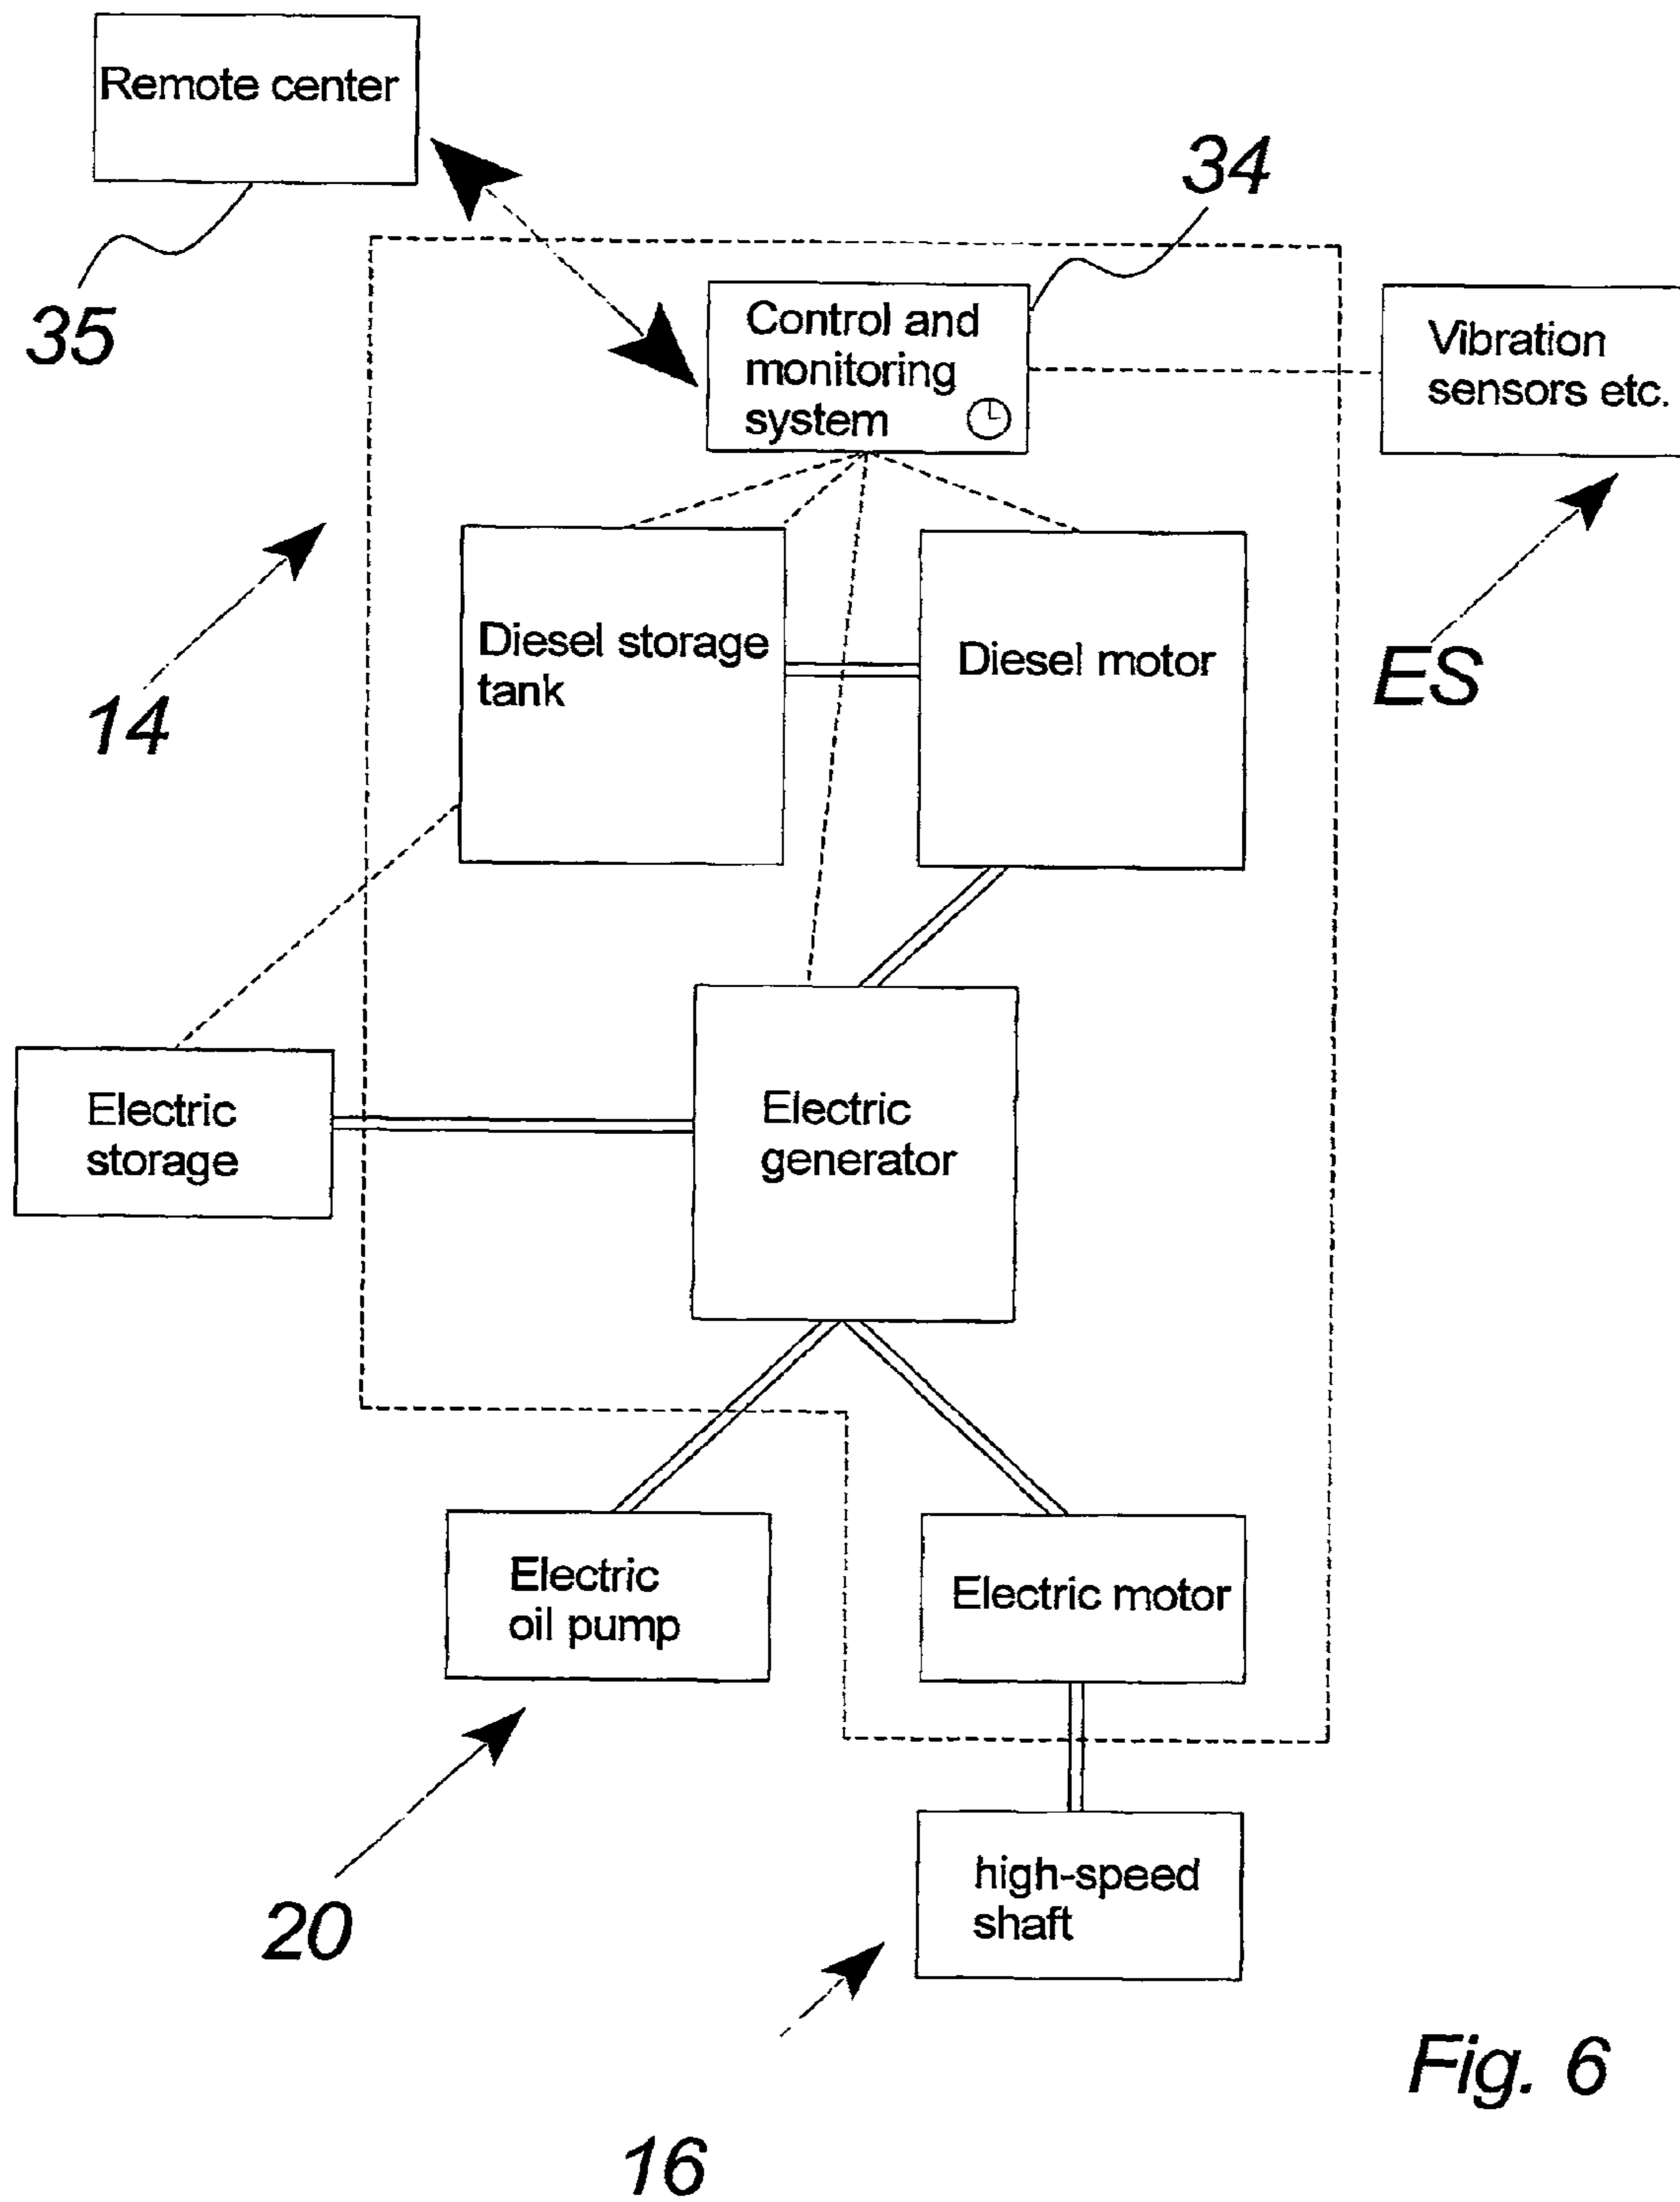 Remote center
34
35
Control and
monitoring
system
Vibration
sensors etc.
14
Diesel storage
tank
Diesel motor
ES
Electric
storage
Electric
generator
Electric
oil pump
Electric motor
20
high-speed
shaft
16
Fig. 6